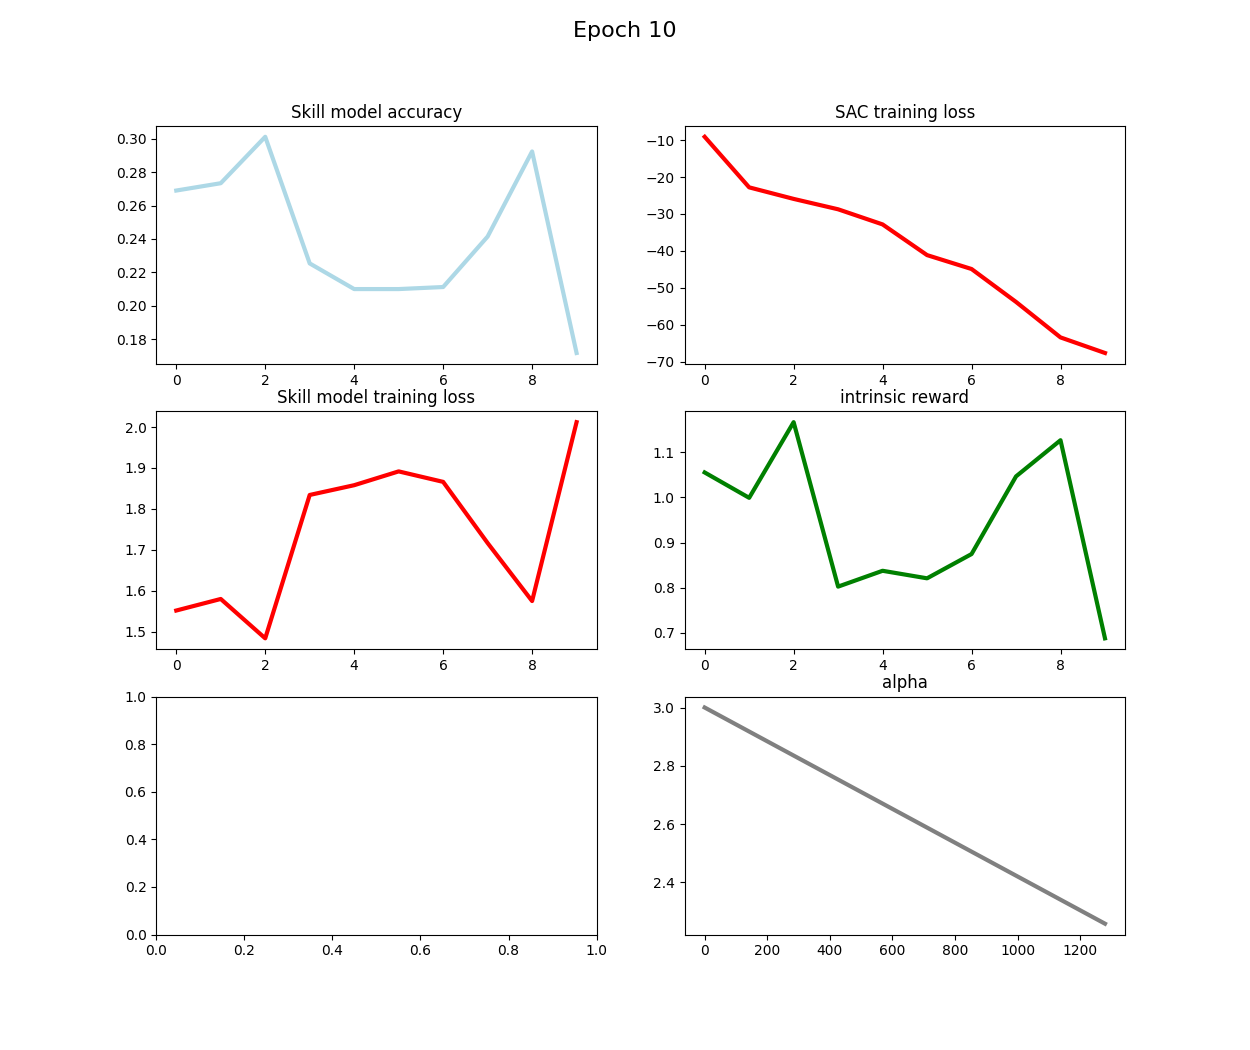 Epoch 10
Skill model accuracy
0.30
0.28
0.26
0.24
0.22
0.20
0.18
0 2 4 6 8
SAC training loss
−10
−20
−30
−40
−50
−60
−70
0 2 4 6 8
Skill model training loss
2.0
1.9
1.8
1.7
1.6
1.5
0 2 4 6 8
intrinsic reward
1.1
1.0
0.9
0.8
0.7
0 2 4 6 8
1.0
0.8
0.6
0.4
0.2
0.0
0.0 0.2 0.4 0.6 0.8 1.0
alpha
3.0
2.8
2.6
2.4
0 200 400 600 800 1000 1200